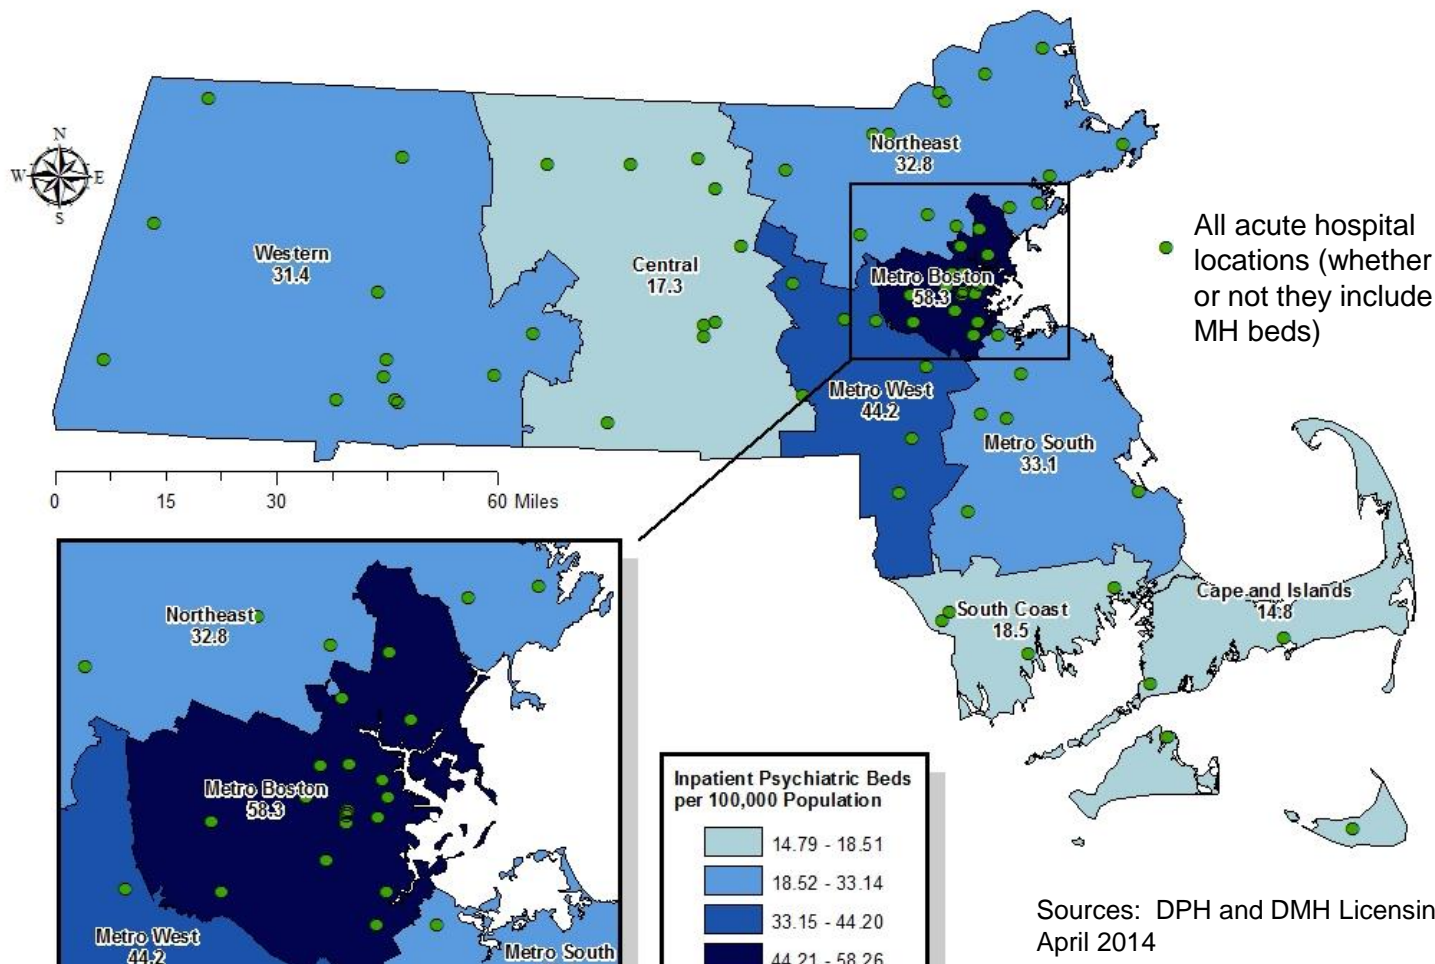 N
W E
S
Northeast
32.8
Western
31.4
Central
17.3
Metro Boston
58.3
All acute hospital
locations (whether
or not they include
MH beds)
Metro West
44.2
Metro South
33.1
0 15 30 60 Miles
Cape and Islands
14.8
South Coast
18.5
Northeast
32.8
Metro Boston
58.3
Metro West
44.2
Metro South
Inpatient Psychiatric Beds
per 100,000 Population
14.79 - 18.51
18.52 - 33.14
33.15 - 44.20
44.21 - 58.26
Sources: DPH and DMH Licensin
April 2014